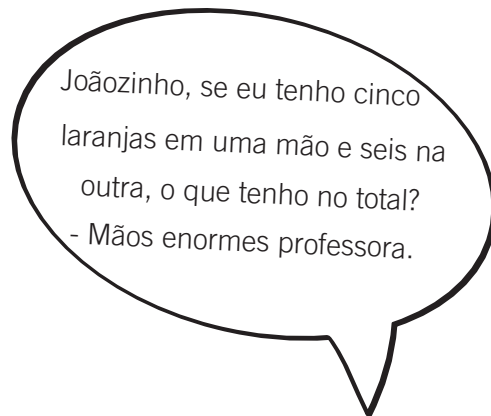 Joãozinho, se eu tenho cinco
laranjas em uma mão e seis na
outra, o que tenho no total?
- Mãos enormes professora.